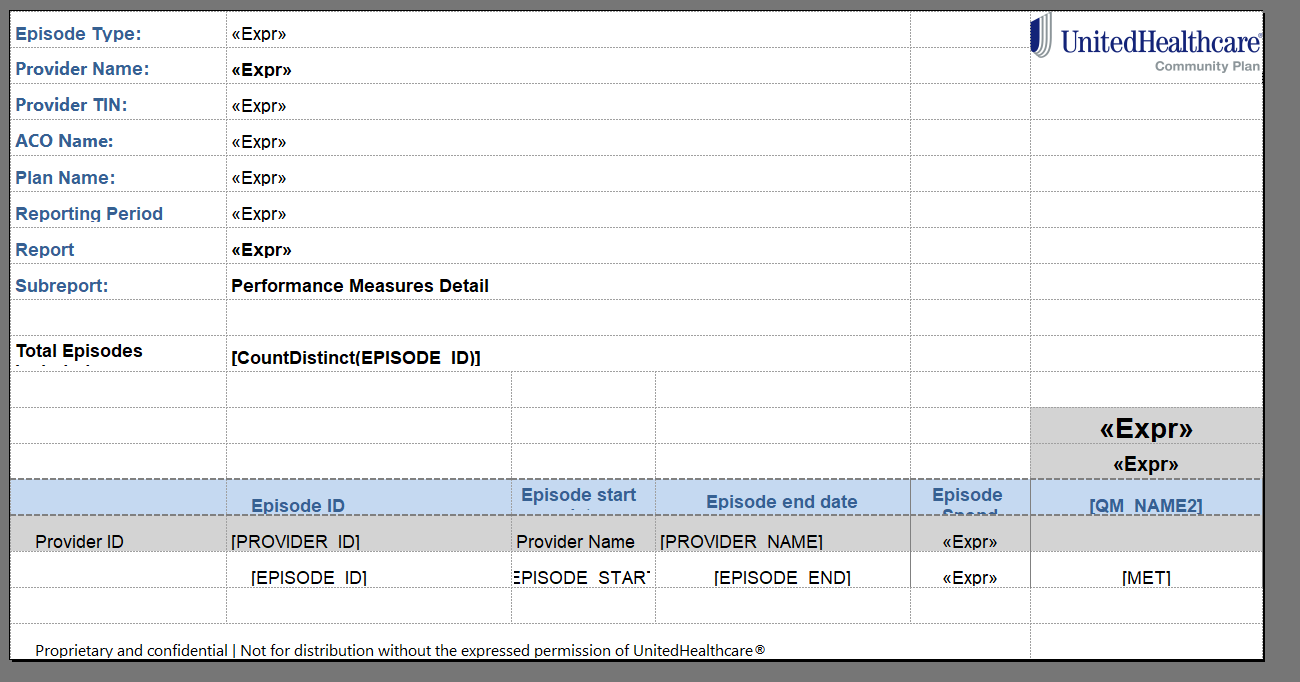 Episode Type: «Expr»
UnitedHealthcare®
Community Plan
Provider Name: «Expr»
Provider TIN: «Expr»
ACO Name: «Expr»
Plan Name: «Expr»
Reporting Period «Expr»
Report «Expr»
Subreport: Performance Measures Detail
Total Episodes [CountDistinct(EPISODE_ID)]
«Expr»
«Expr»
Episode ID Episode start Episode end date Episode [QM_NAME2]
Provider ID [PROVIDER_ID] Provider Name [PROVIDER_NAME] «Expr»
[EPISODE_ID] EPISODE_START [EPISODE_END] «Expr» [MET]
Proprietary and confidential | Not for distribution without the expressed permission of UnitedHealthcare®